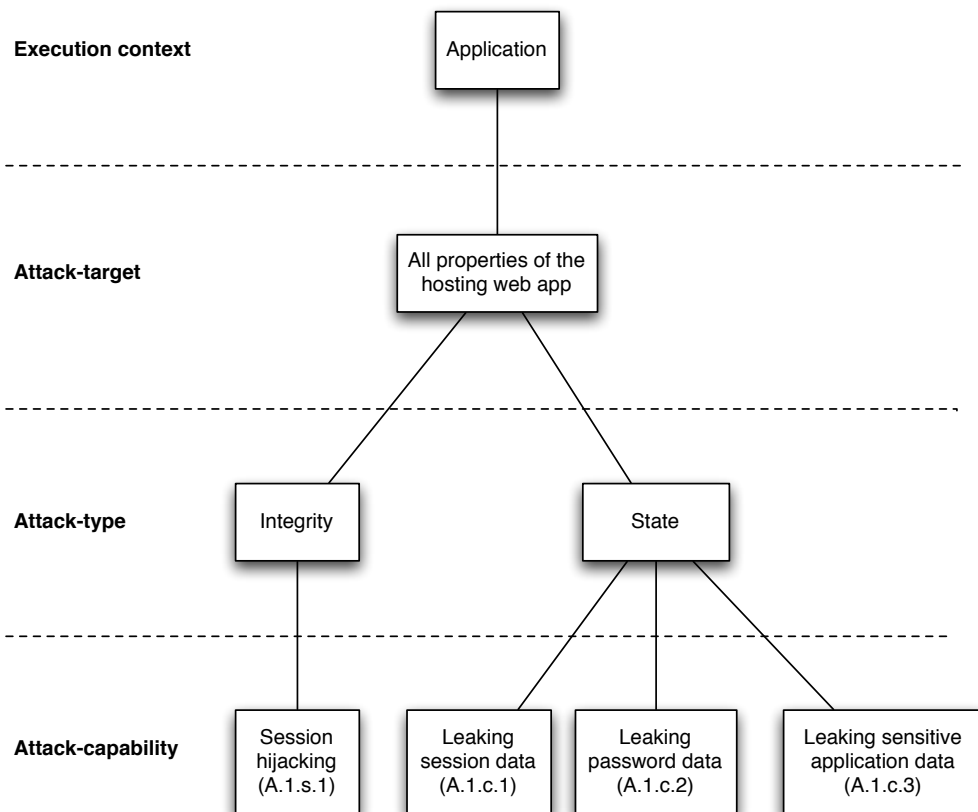 Execution context
Application
Attack-target
All properties of the
hosting web app
Attack-type
Integrity
State
Attack-capability
Session
hijacking
(A.1.s.1)
Leaking
session data
(A.1.c.1)
Leaking
password data
(A.1.c.2)
Leaking sensitive
application data
(A.1.c.3)